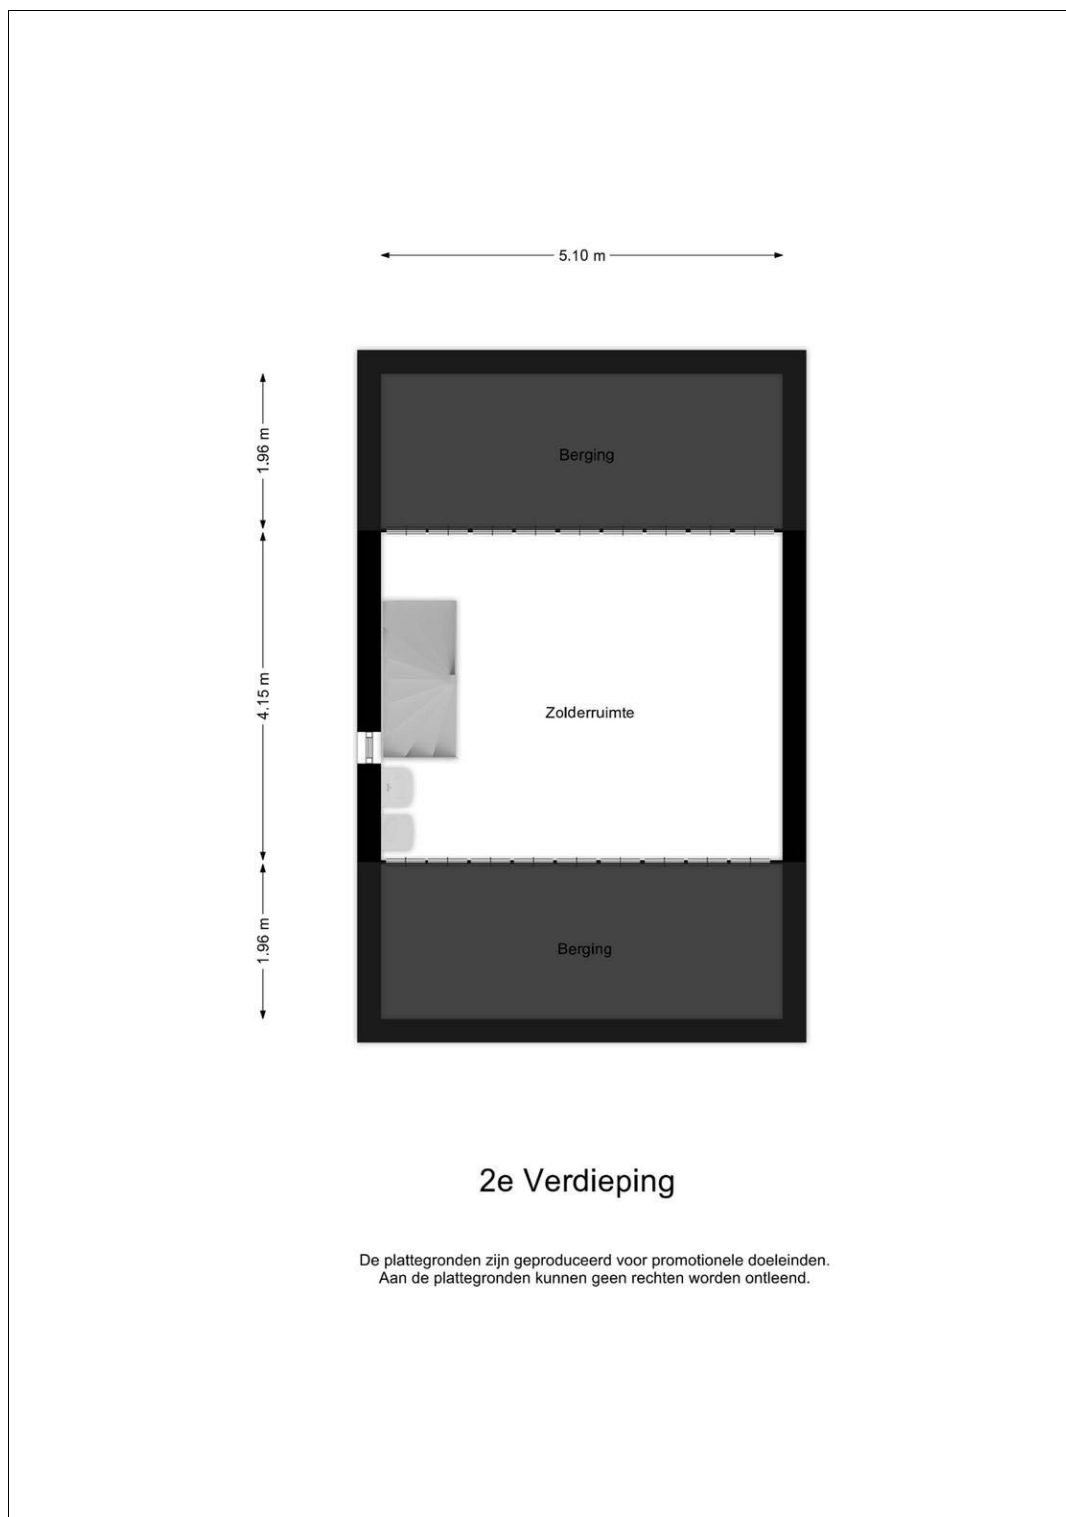 5.10 m
1.96 m
Berging
4.15 m
Zolderruimte
1.96 m
Berging
2e Verdieping
De plattegronden zijn geproduceerd voor promotionele doeleinden.
Aan de plattegronden kunnen geen rechten worden ontleend.